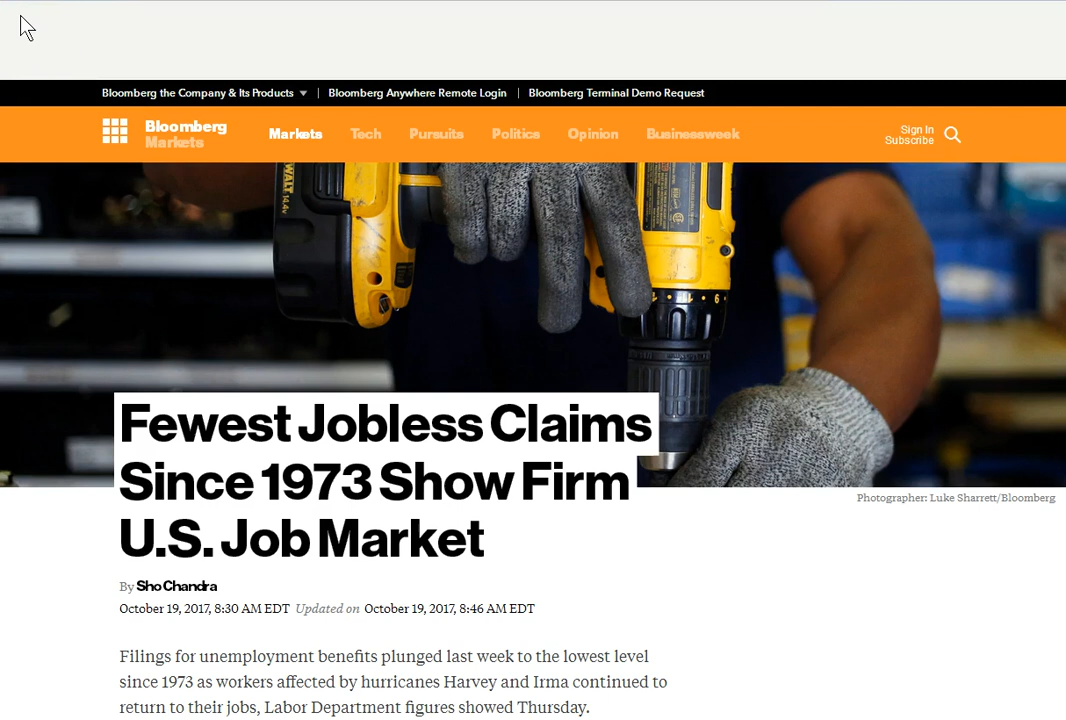 Bloomberg the Company & Its Products
Bloomberg Anywhere Remote Login
Bloomberg Terminal Demo Request
Bloomberg
Markets
Markets
Tech
Pursuits
Politics
Opinion
Businessweek
Sign In
Subscribe
WALT 14.4v
Fewest Jobless Claims
Since 1973 Show Firm
U.S. Job Market
Photographer: Luke Sharrett/Bloomberg
By Sho Chandra
October 19, 2017, 8:30 AM EDT Updated on October 19, 2017, 8:46 AM EDT
Filings for unemployment benefits plunged last week to the lowest level
since 1973 as workers affected by hurricanes Harvey and Irma continued to
return to their jobs, Labor Department figures showed Thursday.